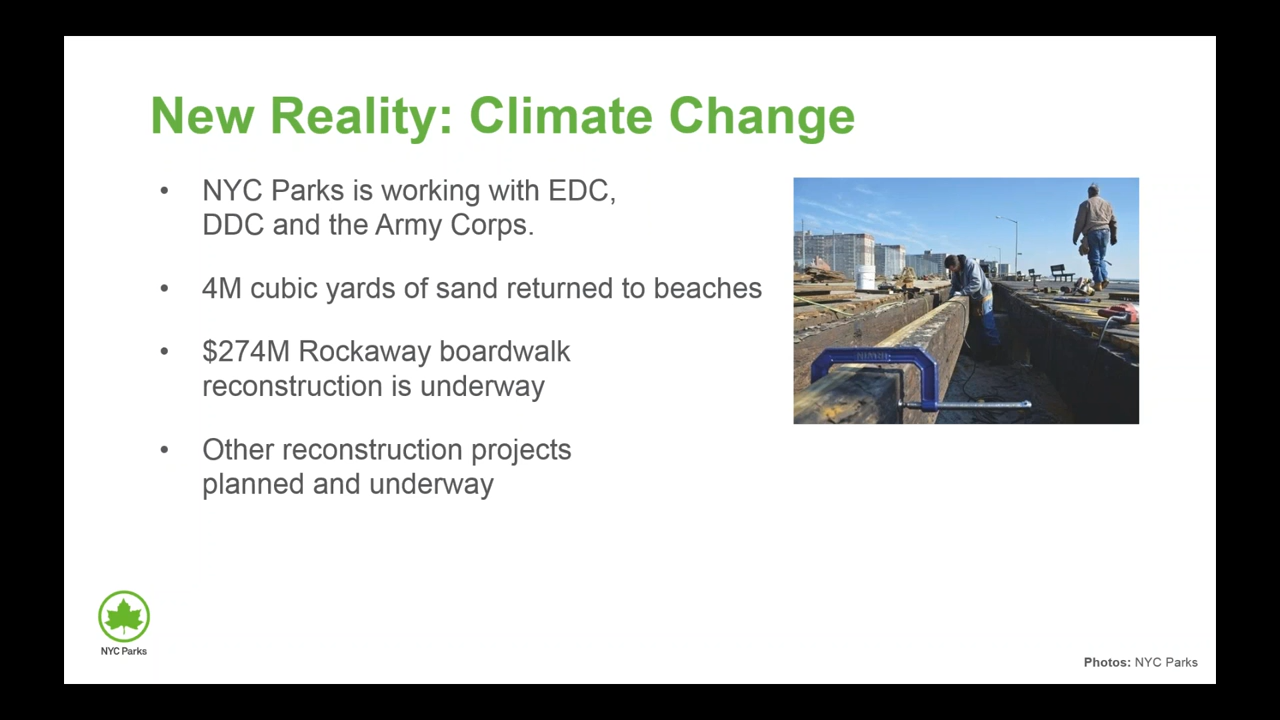 New Reality: Climate Change
• NYC Parks is working with EDC,
DDC and the Army Corps.
• 4M cubic yards of sand returned to beaches
• $274M Rockaway boardwalk
reconstruction is underway
• Other reconstruction projects
planned and underway
NYC Parks
Photos: NYC Parks